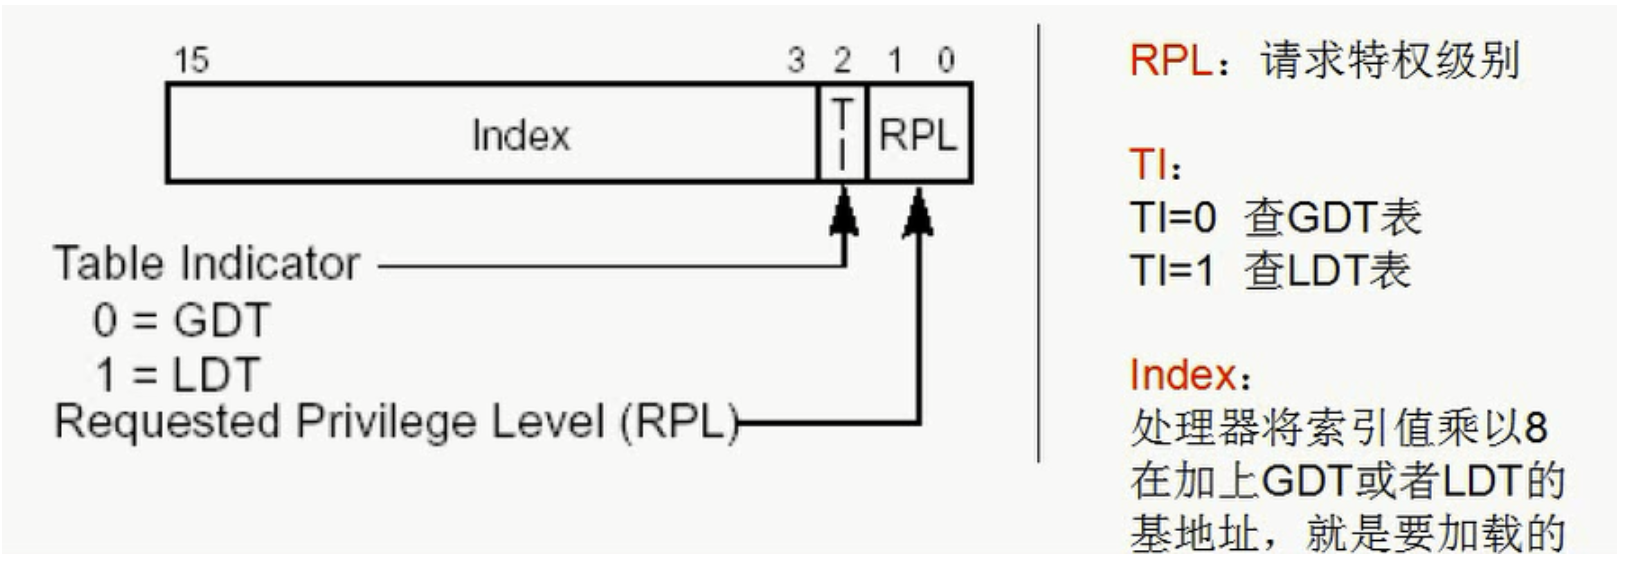 15 3 2 1 0
Index TI RPL
Table Indicator
0 = GDT
1 = LDT
Requested Privilege Level (RPL)
RPL：请求特权级别
TI：
TI=0 查GDT表
TI=1 查LDT表
Index：
处理器将索引值乘以8
在加上GDT或者LDT的
基地址，就是要加载的